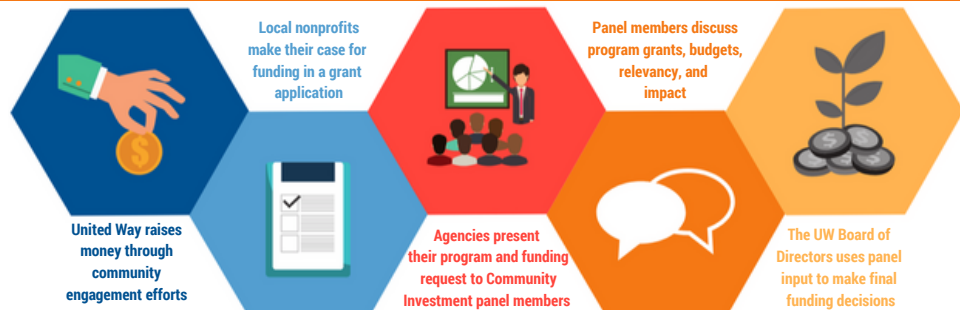 United Way raises
money through
community
engagement efforts
Local nonprofits
make their case for
funding in a grant
application
Agencies present
their program and funding
request to Community
Investment panel members
Panel members discuss
program grants, budgets,
relevancy, and
impact
The UW Board of
Directors uses panel
input to make final
funding decisions